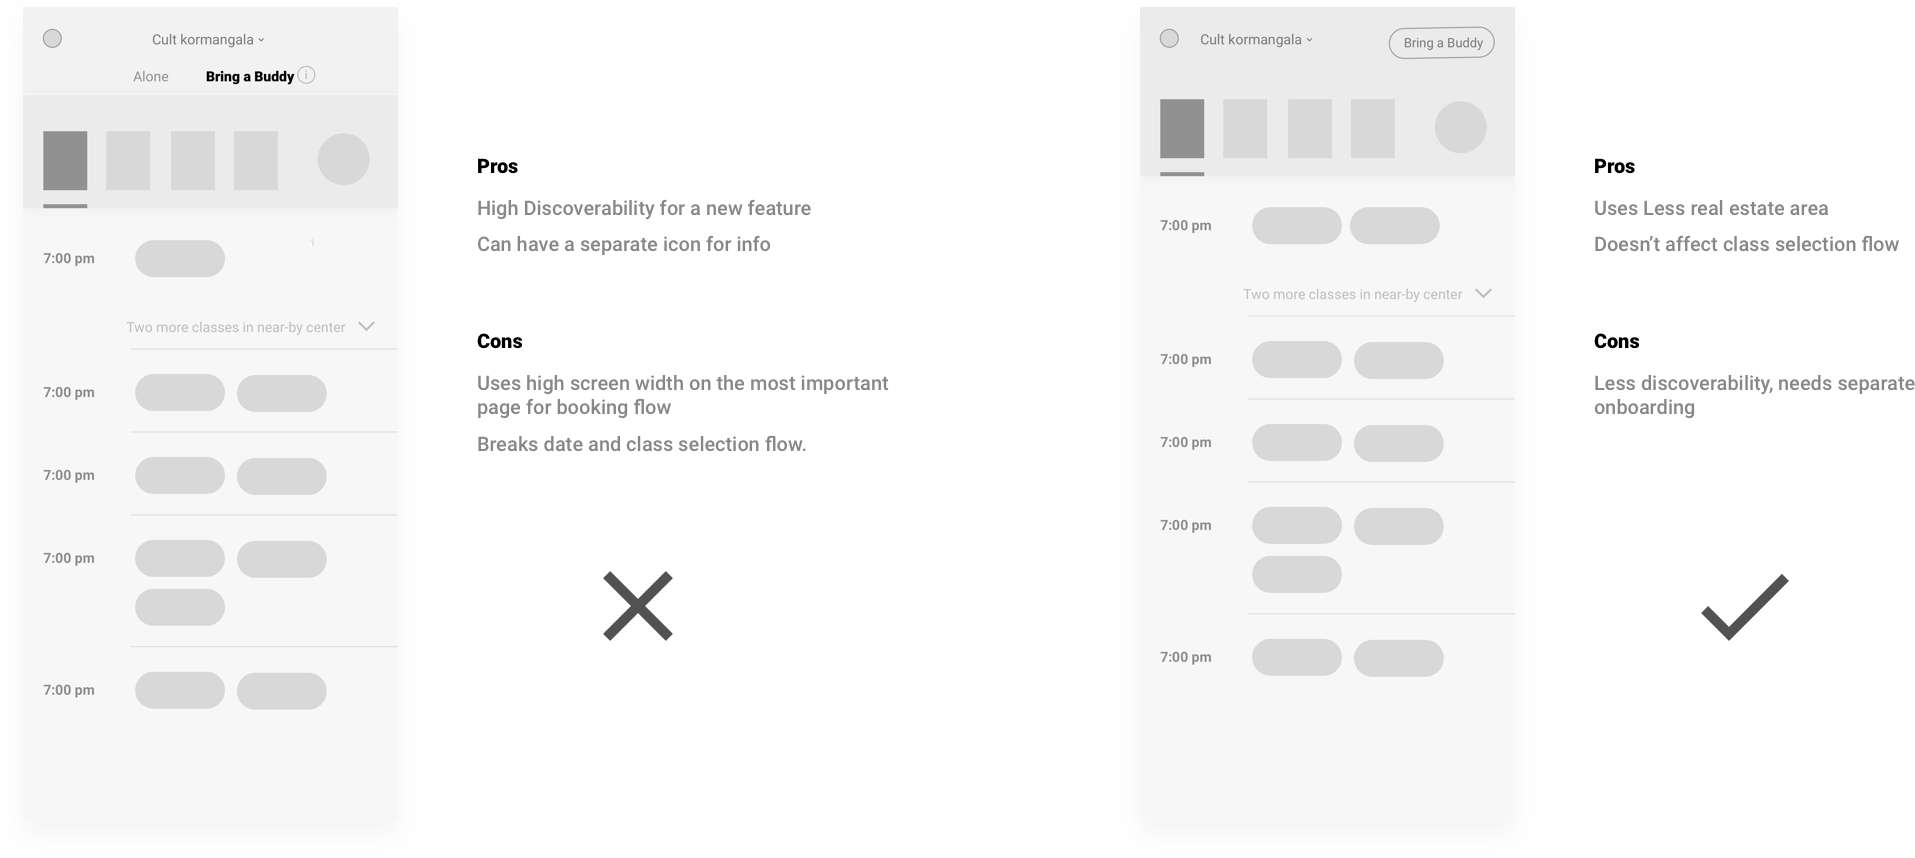 Cult kormangala
Alone Bring a Buddy i
7:00 pm
1
Two more classes in near-by center
7:00 pm
7:00 pm
7:00 pm
7:00 pm
Pros
High Discoverability for a new feature
Can have a separate icon for info
Cons
Uses high screen width on the most important
page for booking flow
Breaks date and class selection flow.
Cult kormangala
Bring a Buddy
7:00 pm
Two more classes in near-by center
7:00 pm
7:00 pm
7:00 pm
7:00 pm
Pros
Uses Less real estate area
Doesn’t affect class selection flow
Cons
Less discoverability, needs separate
onboarding